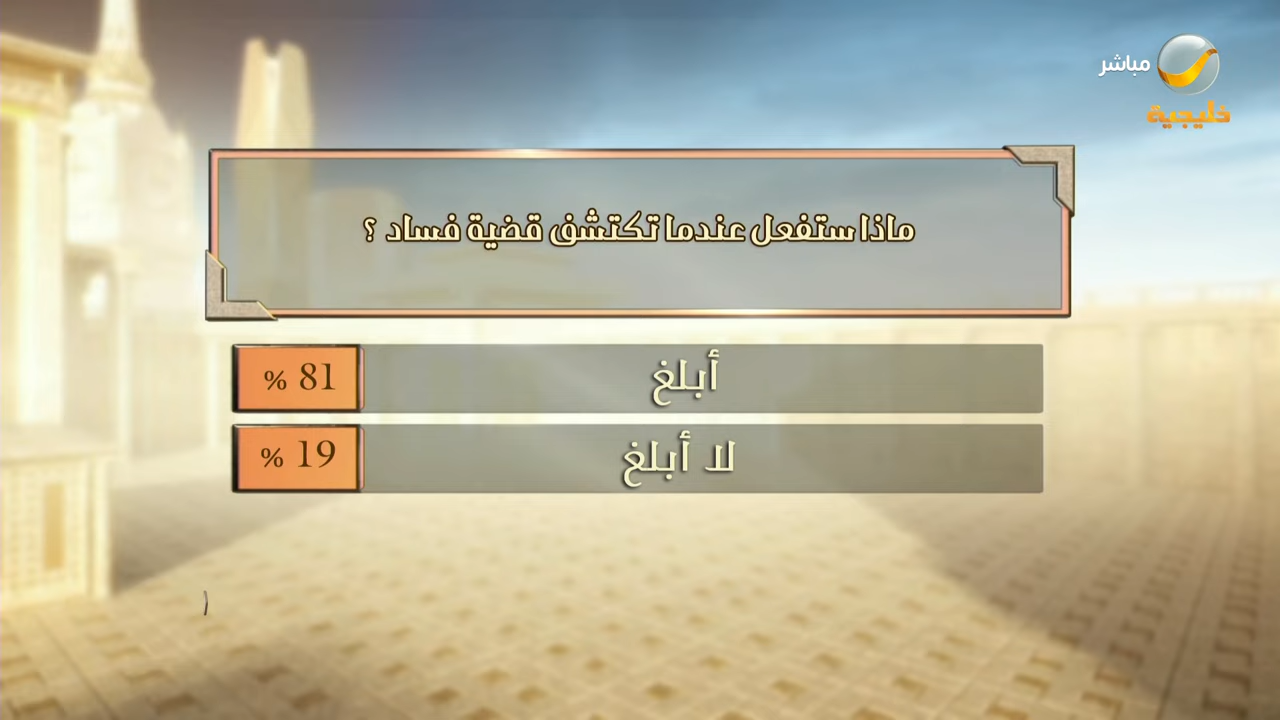 مباشر
خليجية
ماذا ستفعل عندما تكتشف قضية فساد ؟
أبلغ
81 %
لا أبلغ
19 %